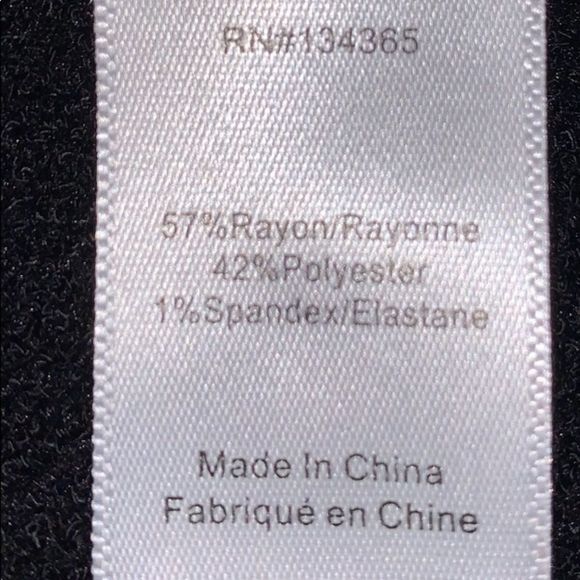 RN#134365
57%Rayon/Rayonne
42%Polyester
1%Spandex/Elastane
Made In China
Fabriqué en Chine